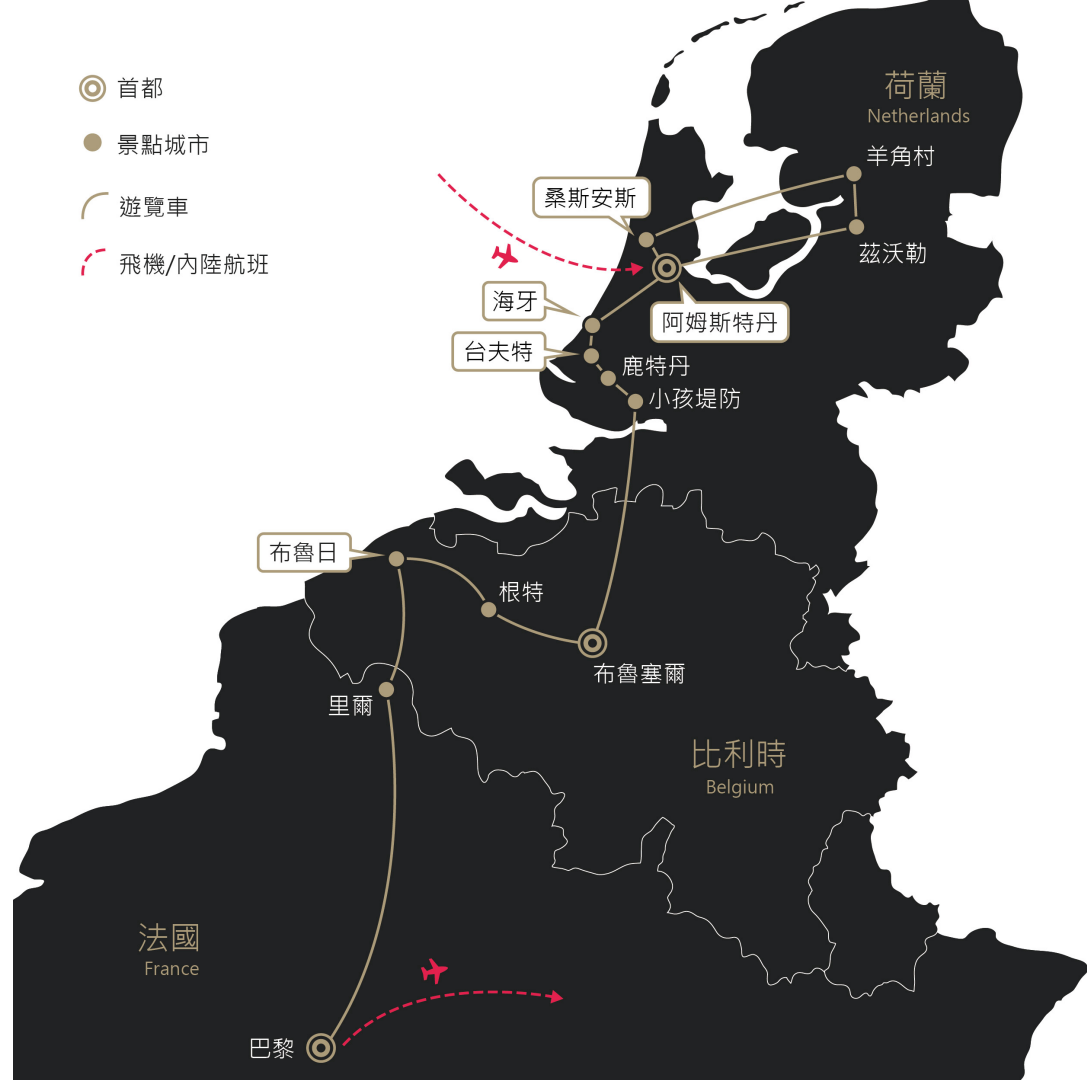 首都
景點城市
遊覽車
飛機/內陸航班
荷蘭
Netherlands
羊角村
桑斯安斯
茲沃勒
海牙
阿姆斯特丹
台夫特
鹿特丹
小孩堤防
布魯日
根特
布魯塞爾
里爾
比利時
Belgium
法國
France
巴黎